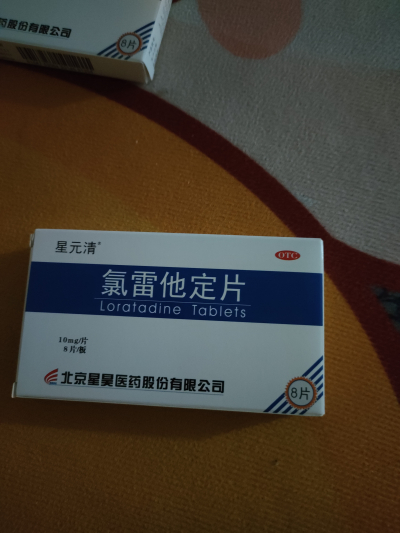 股份有限公司
8片
星元清®
OTC
氯雷他定片
Loratadine Tablets
10mg/片
8片/板
北京星昊医药股份有限公司
8片